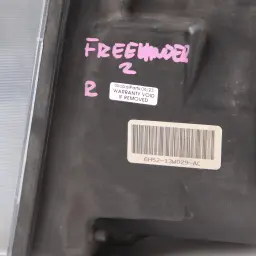 FREELANDER
2
R
WARRANTY VOID
IF REMOVED
6H52-13W029-AC